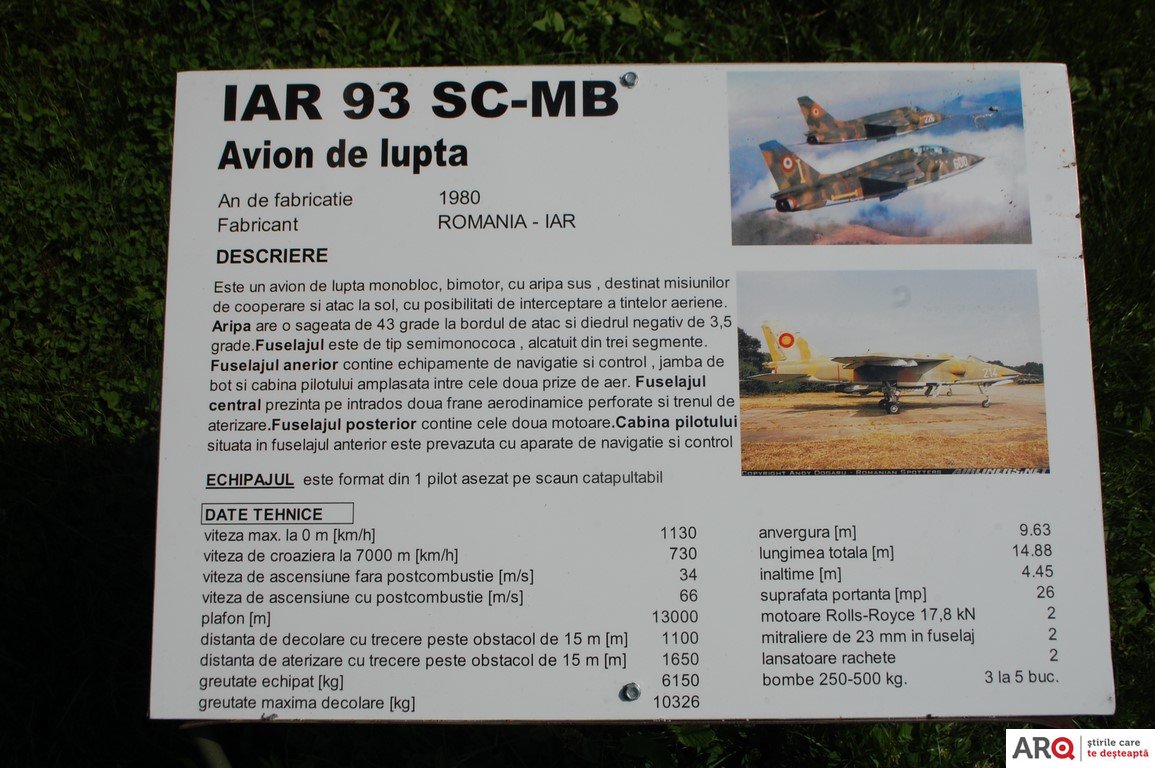 IAR 93 SC-MB
Avion de lupta
An de fabricatie 1980
Fabricant ROMANIA - IAR
DESCRIERE
Este un avion de lupta monobloc, bimotor, cu aripa sus , destinat misiunilor
de cooperare si atac la sol, cu posibilitati de interceptare a tintelor aeriene.
Aripa are o sageata de 43 grade la bordul de atac si diedrul negativ de 3,5
grade.Fuselajul este de tip semimonococa , alcatuit din trei segmente.
Fuselajul anerior contine echipamente de navigatie si control , jamba de
bot si cabina pilotului amplasata intre cele doua prize de aer. Fuselajul
central prezinta pe intrados doua frane aerodinamice perforate si trenul de
aterizare.Fuselajul posterior contine cele doua motoare.Cabina pilotului
situata in fuselajul anterior este prevazuta cu aparate de navigatie si control
ECHIPAJUL este format din 1 pilot asezat pe scaun catapultabil
DATE TEHNICE
viteza max. la 0 m [km/h] 1130
viteza de croaziera la 7000 m [km/h] 730
viteza de ascensiune fara postcombustie [m/s] 34
viteza de ascensiune cu postcombustie [m/s] 66
plafon [m] 13000
distanta de decolare cu trecere peste obstacol de 15 m [m] 1100
distanta de aterizare cu trecere peste obstacol de 15 m [m] 1650
greutate echipat [kg] 6150
greutate maxima decolare [kg] 10326
anvergura [m] 9.63
lungimea totala [m] 14.88
inaltime [m] 4.45
suprafata portanta [mp] 26
motoare Rolls-Royce 17,8 kN 2
mitraliere de 23 mm in fuselaj 2
lansatoare rachete 2
bombe 250-500 kg. 3 la 5 buc.
226
600
214
COPYRIGHT ANDY DOGARU - ROMANIAN SPOTTERS AIRLINERS.NET
ARQ știrile care
te deșteaptă